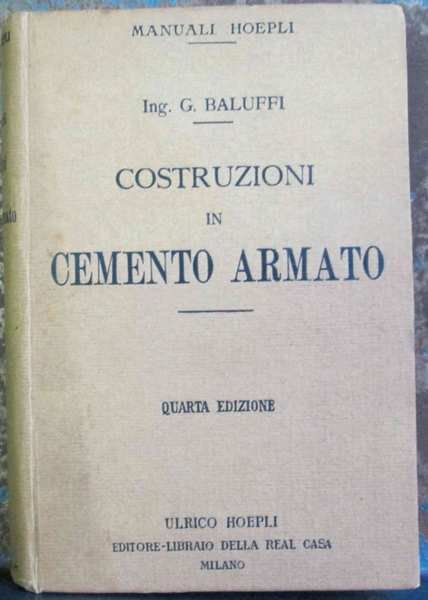 MANUALI HOEPLI
Ing. G. BALUFFI
COSTRUZIONI
IN
CEMENTO ARMATO
QUARTA EDIZIONE
ULRICO HOEPLI
EDITORE-LIBRAIO DELLA REAL CASA
MILANO